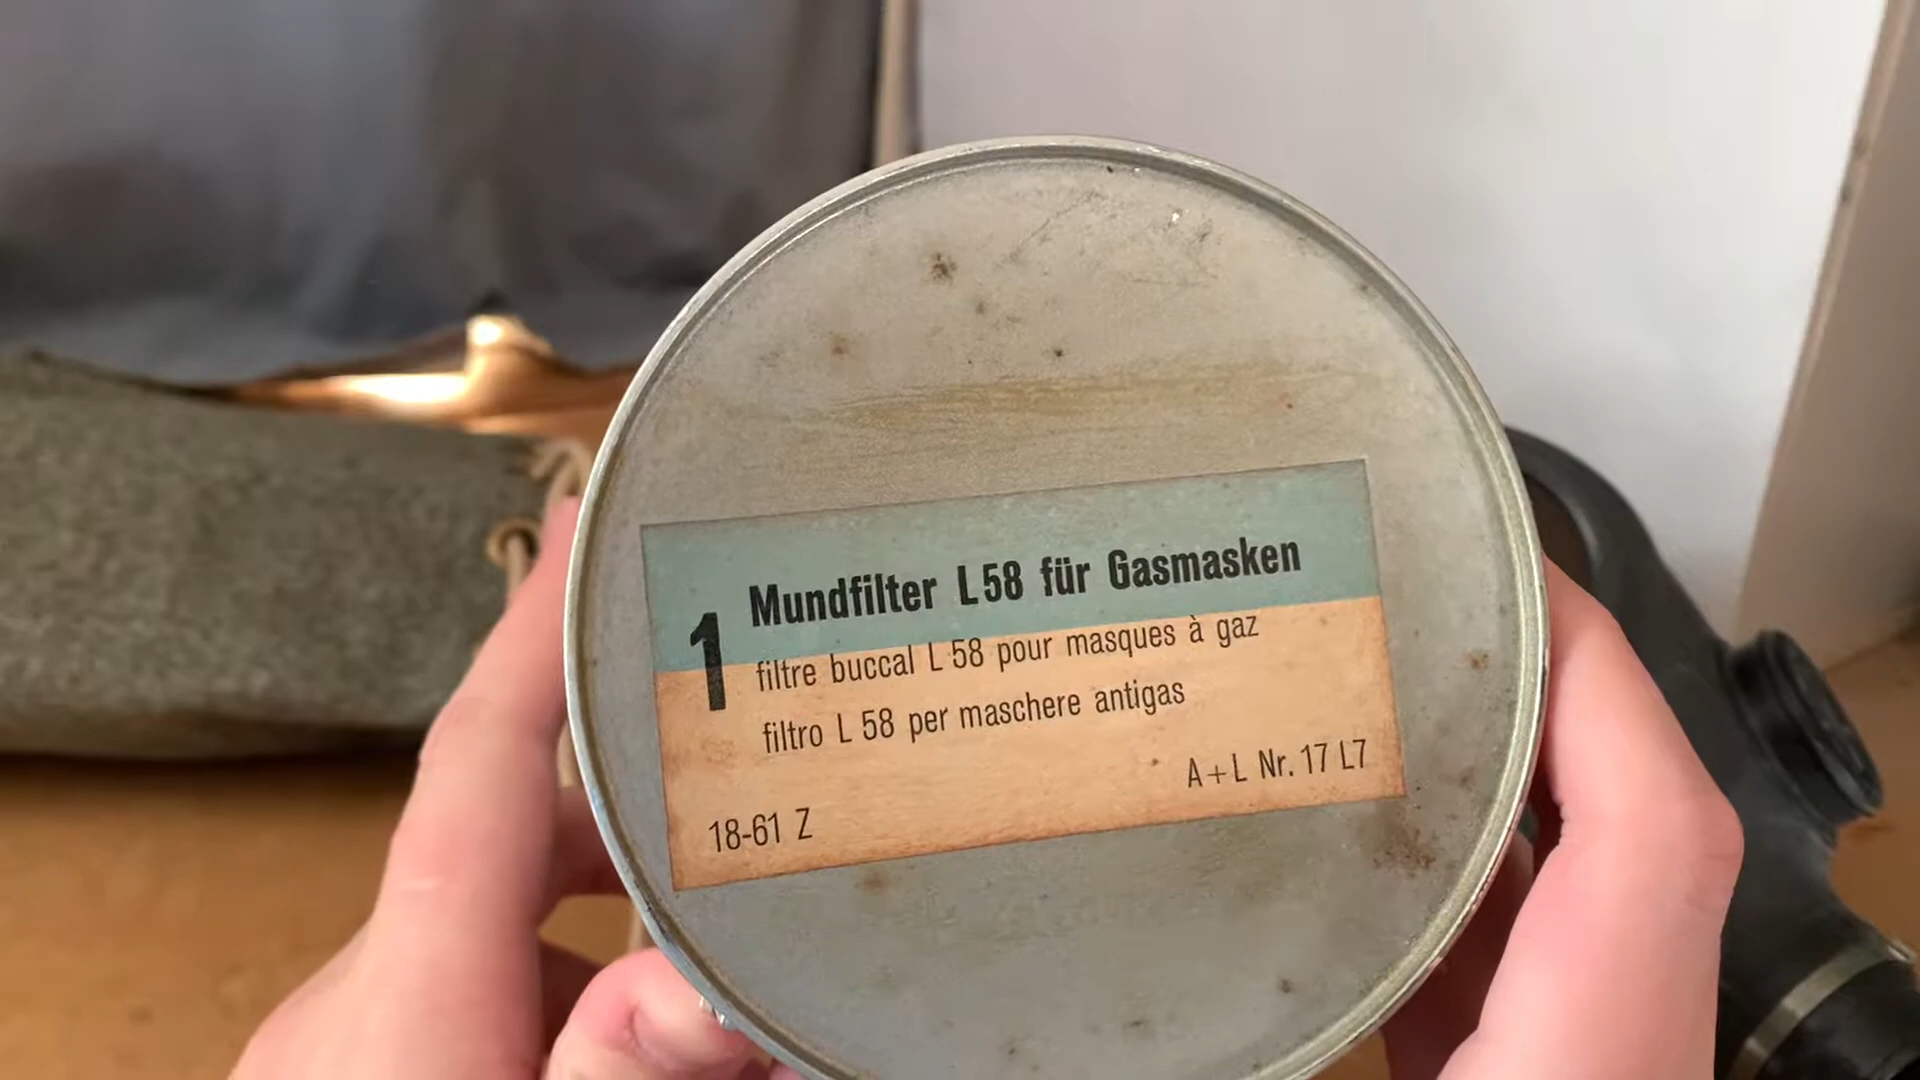 1
Mundfilter L58 für Gasmasken
filtre buccal L 58 pour masques à gaz
filtro L 58 per maschere antigas
A+L Nr. 17 L7
18-61 Z